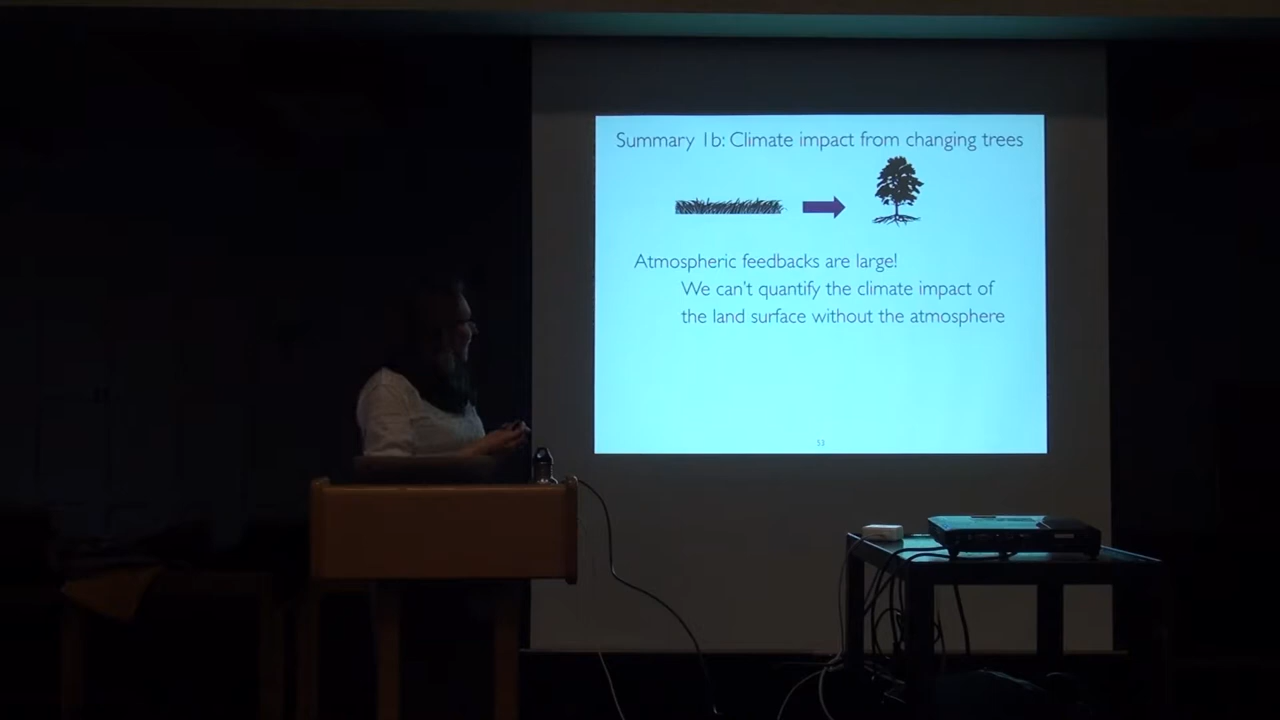 Summary 1b: Climate impact from changing trees
Atmospheric feedbacks are large!
We can't quantify the climate impact of
the land surface without the atmosphere
53